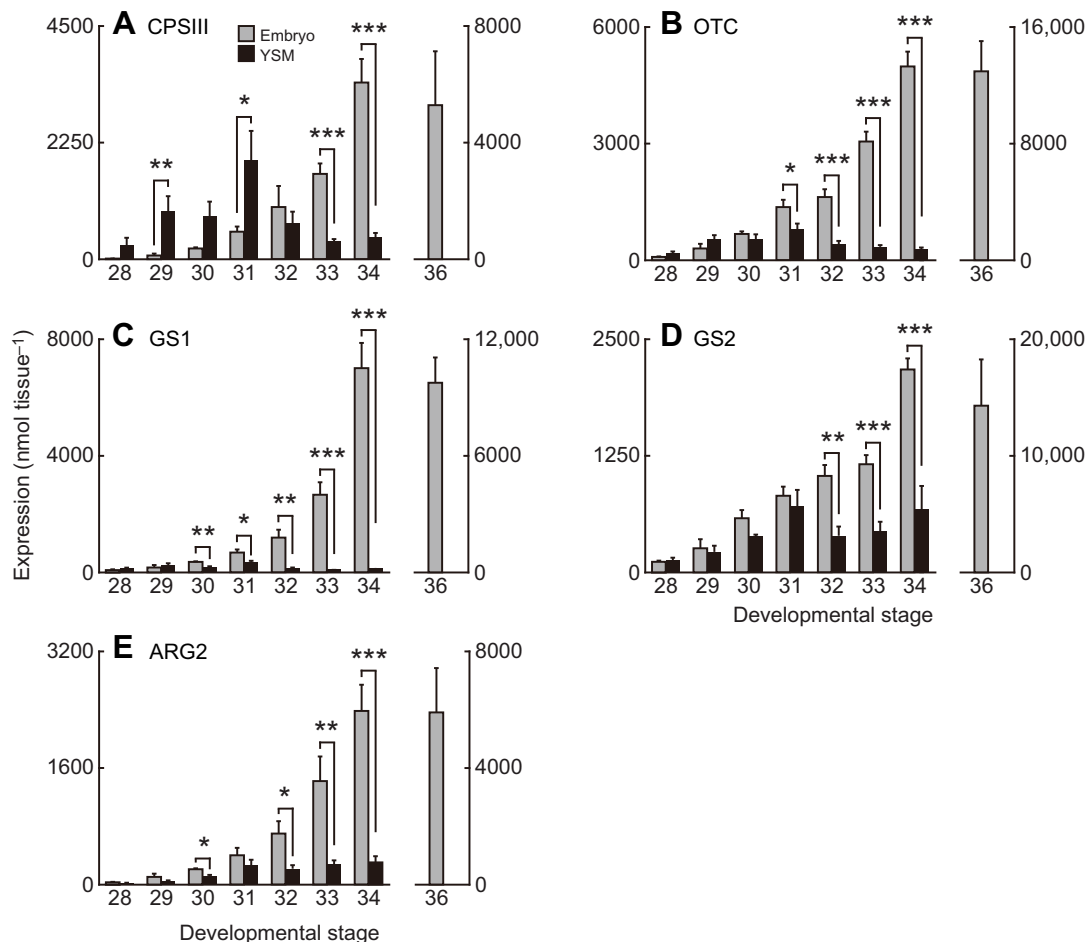 A CPSIII
Embryo
YSM
4500
2250
0
8000
4000
0
** * *** ***
28 29 30 31 32 33 34 36
B OTC
6000
3000
0
16,000
8000
0
* *** *** ***
28 29 30 31 32 33 34 36
Expression (nmol tissue–1)
C GS1
8000
4000
0
12,000
6000
0
** * ** *** ***
28 29 30 31 32 33 34 36
D GS2
2500
1250
0
20,000
10,000
0
** *** ***
28 29 30 31 32 33 34 36
Developmental stage
E ARG2
3200
1600
0
8000
4000
0
* * ** ***
28 29 30 31 32 33 34 36
Developmental stage